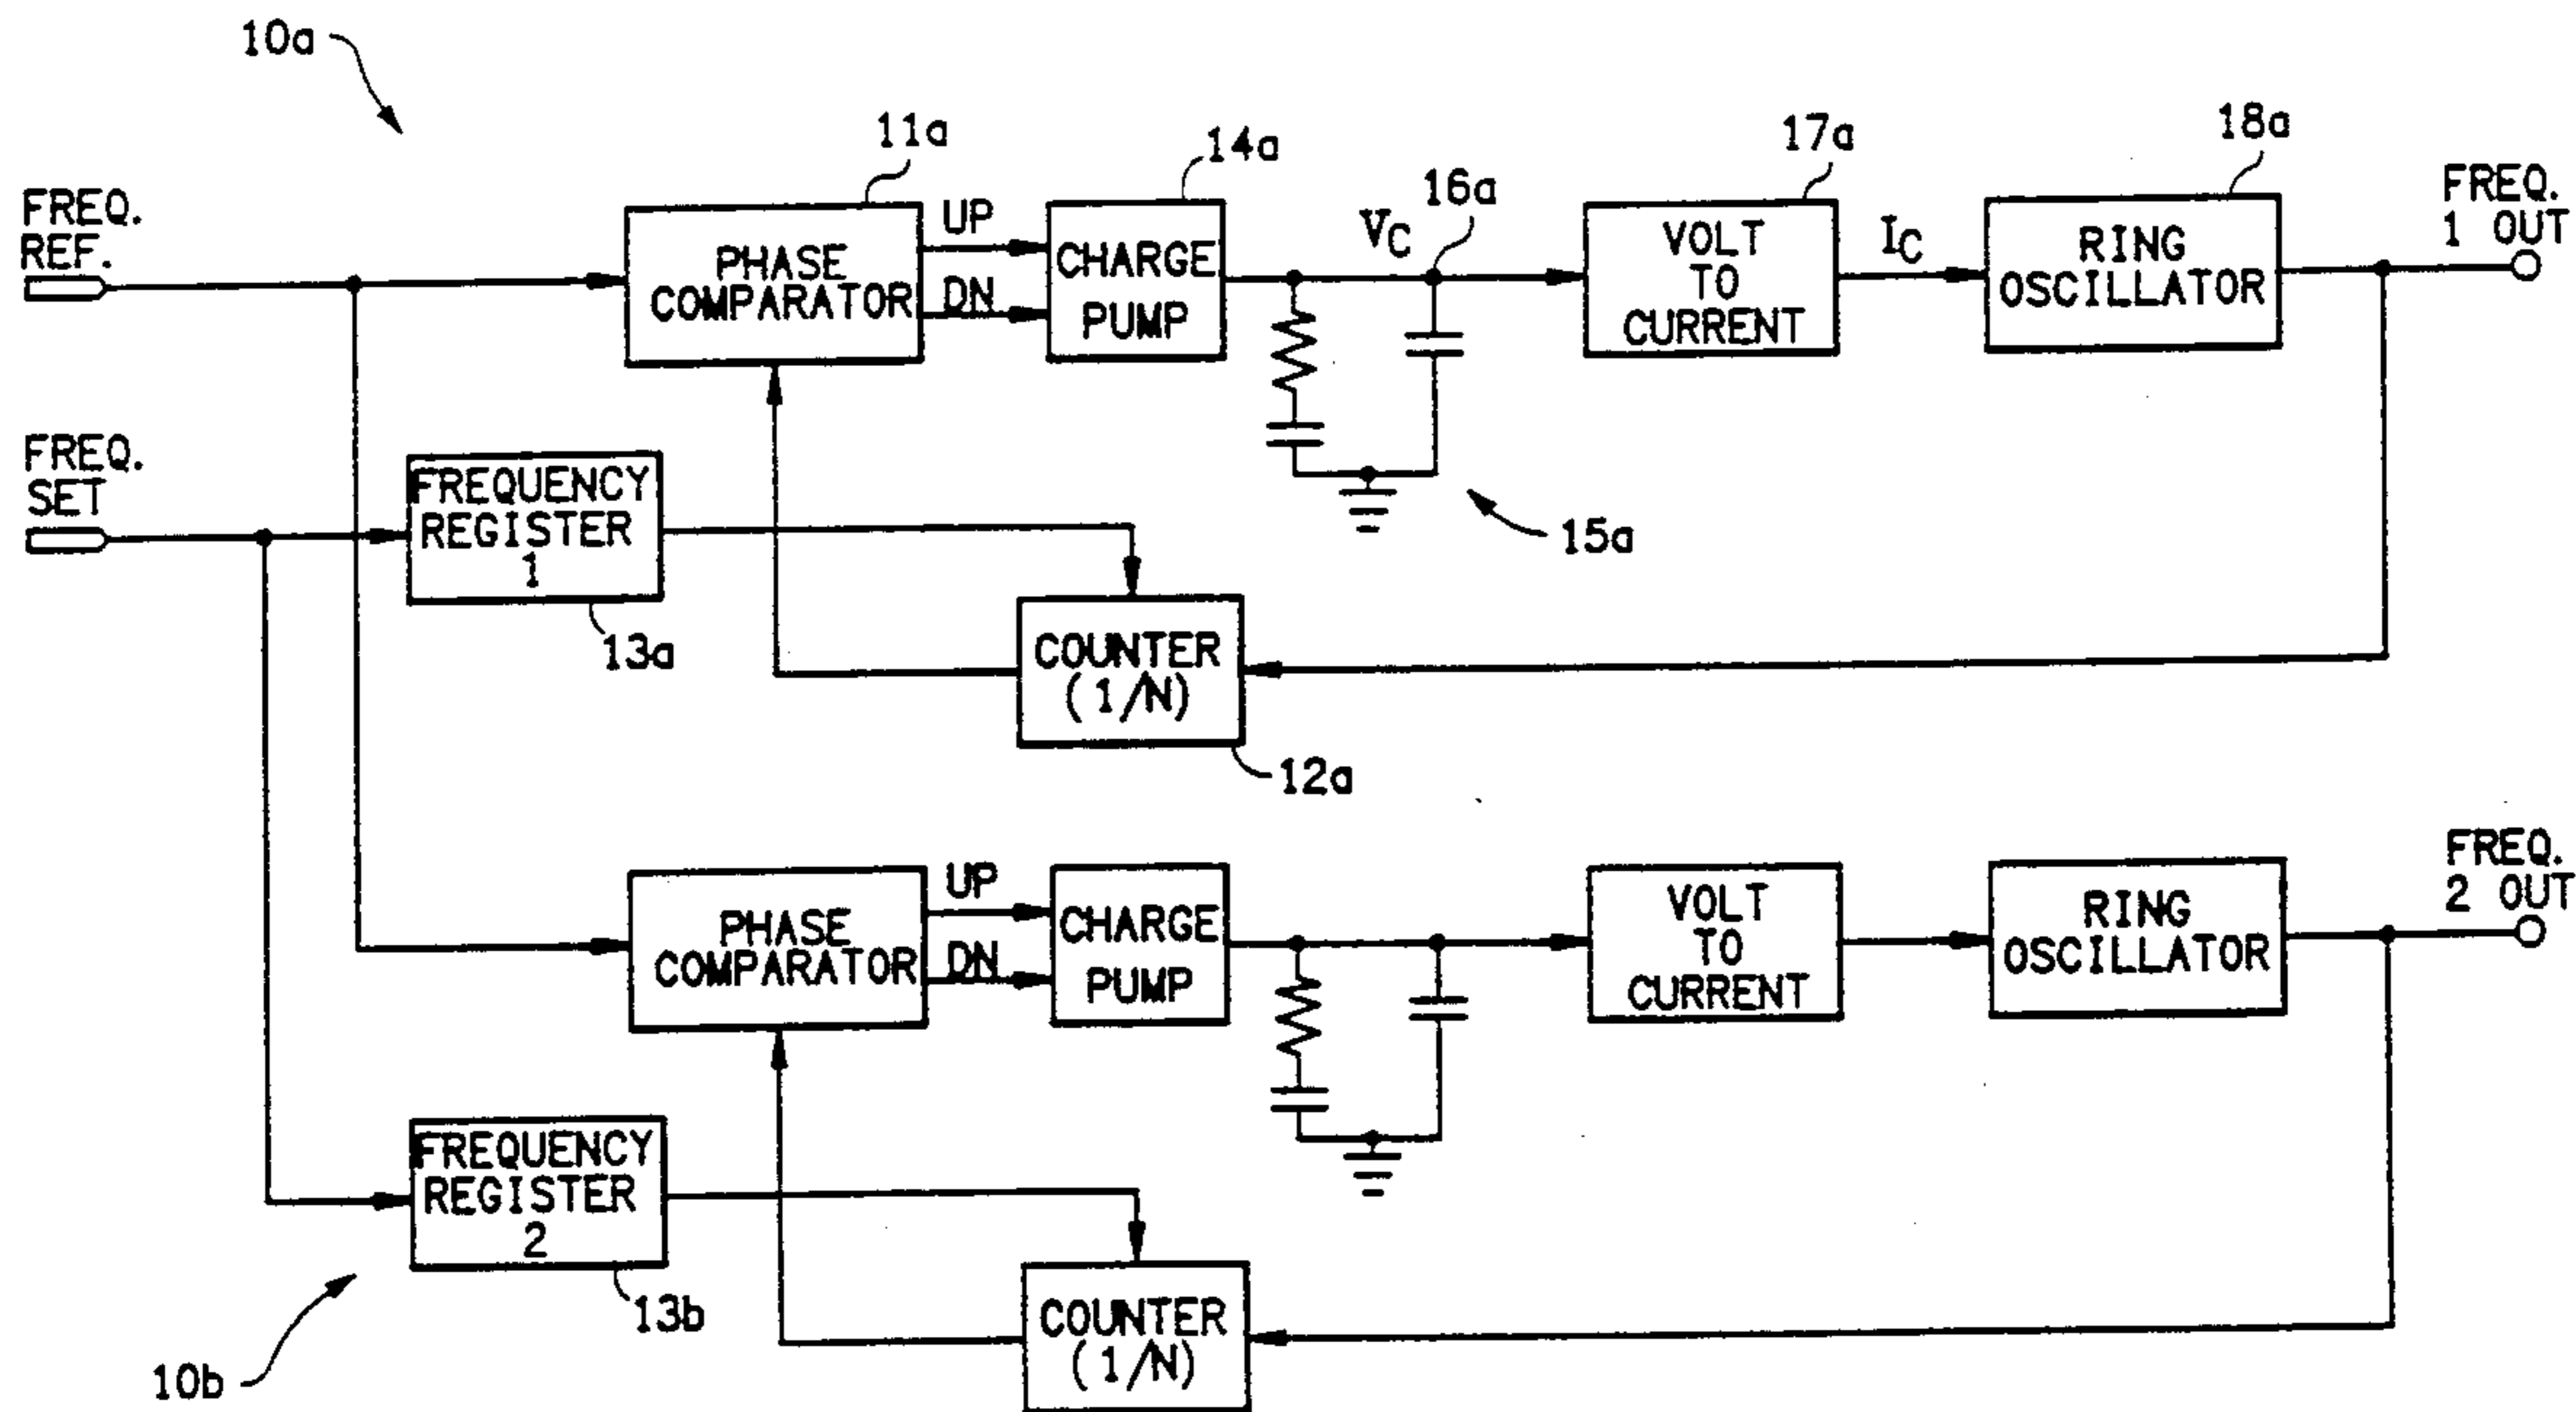 10a
11a
14a
16a
17a
18a
FREQ.
REF.
PHASE
COMPARATOR
UP
DN
CHARGE
PUMP
VC
VOLT
TO
CURRENT
IC
RING
OSCILLATOR
FREQ.
1 OUT
FREQ.
SET
FREQUENCY
REGISTER
1
13a
15a
COUNTER
(1/N)
12a
PHASE
COMPARATOR
UP
DN
CHARGE
PUMP
VOLT
TO
CURRENT
RING
OSCILLATOR
FREQ.
2 OUT
FREQUENCY
REGISTER
2
13b
10b
COUNTER
(1/N)